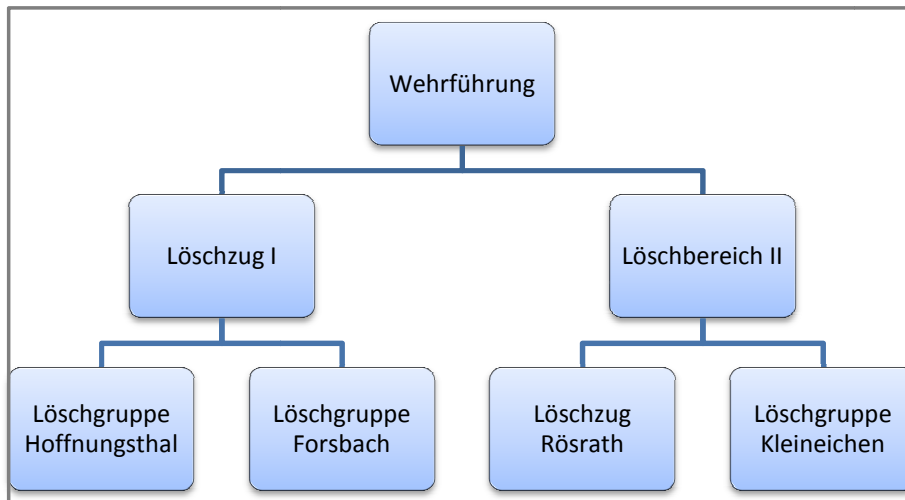 Wehrführung
Löschzug I
Löschbereich II
Löschgruppe
Hoffnungsthal
Löschgruppe
Forsbach
Löschzug
Rösrath
Löschgruppe
Kleineichen